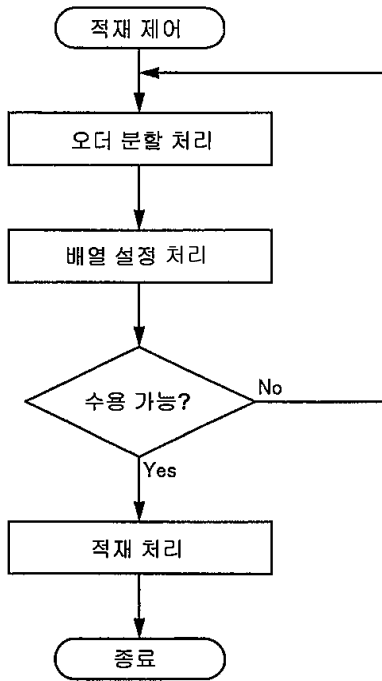 적재 제어
오더 분할 처리
배열 설정 처리
수용 가능?
No
Yes
적재 처리
종료